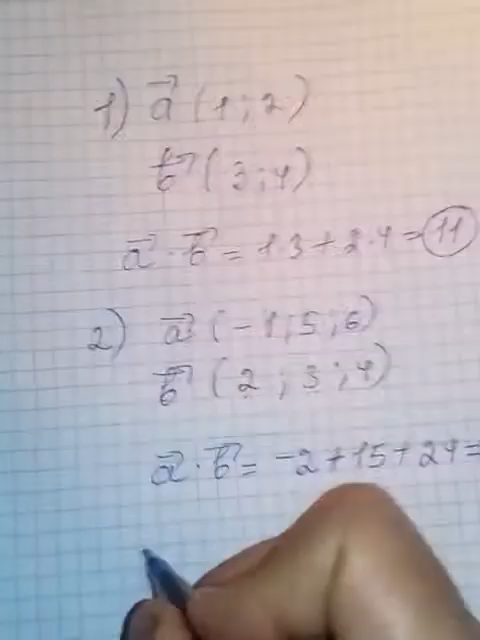 1) a⃗ (1; 2)
b⃗ (3; 4)
a⃗ · b⃗ = 1·3 + 2·4 = 11
2) a⃗ (-1; 5; 6)
b⃗ (2; 3; 4)
a⃗ · b⃗ = -2 + 15 + 24 =